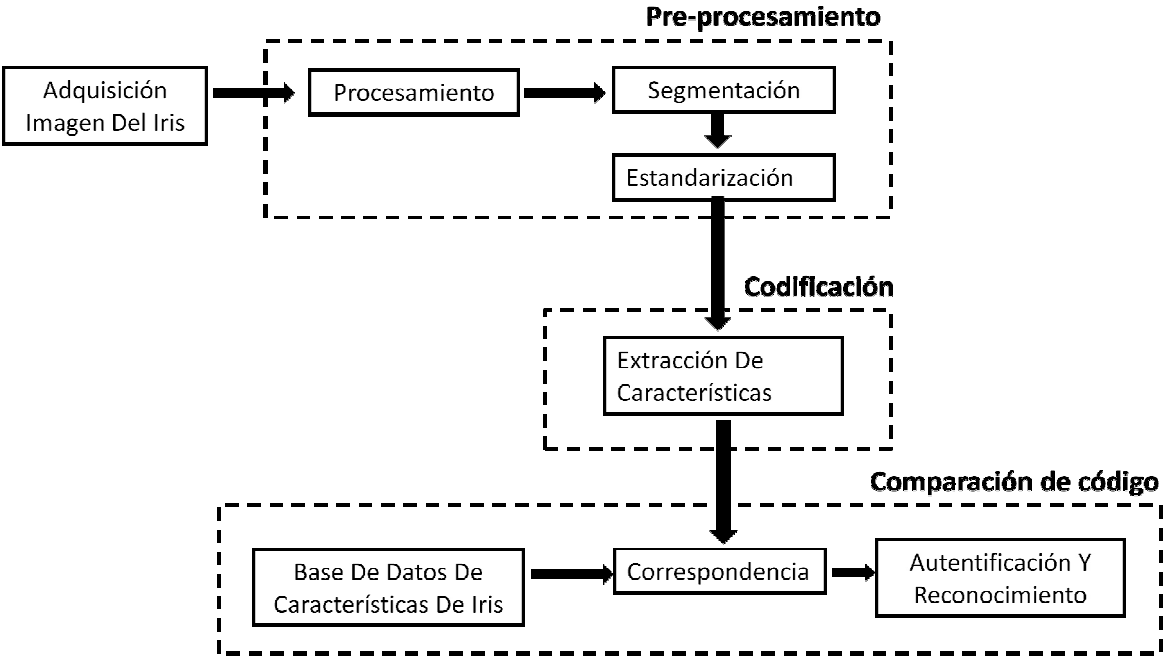 Pre-procesamiento
Adquisición
Imagen Del Iris
Procesamiento
Segmentación
Estandarización
Codificación
Extracción De
Características
Comparación de código
Base De Datos De
Características De Iris
Correspondencia
Autentificación Y
Reconocimiento